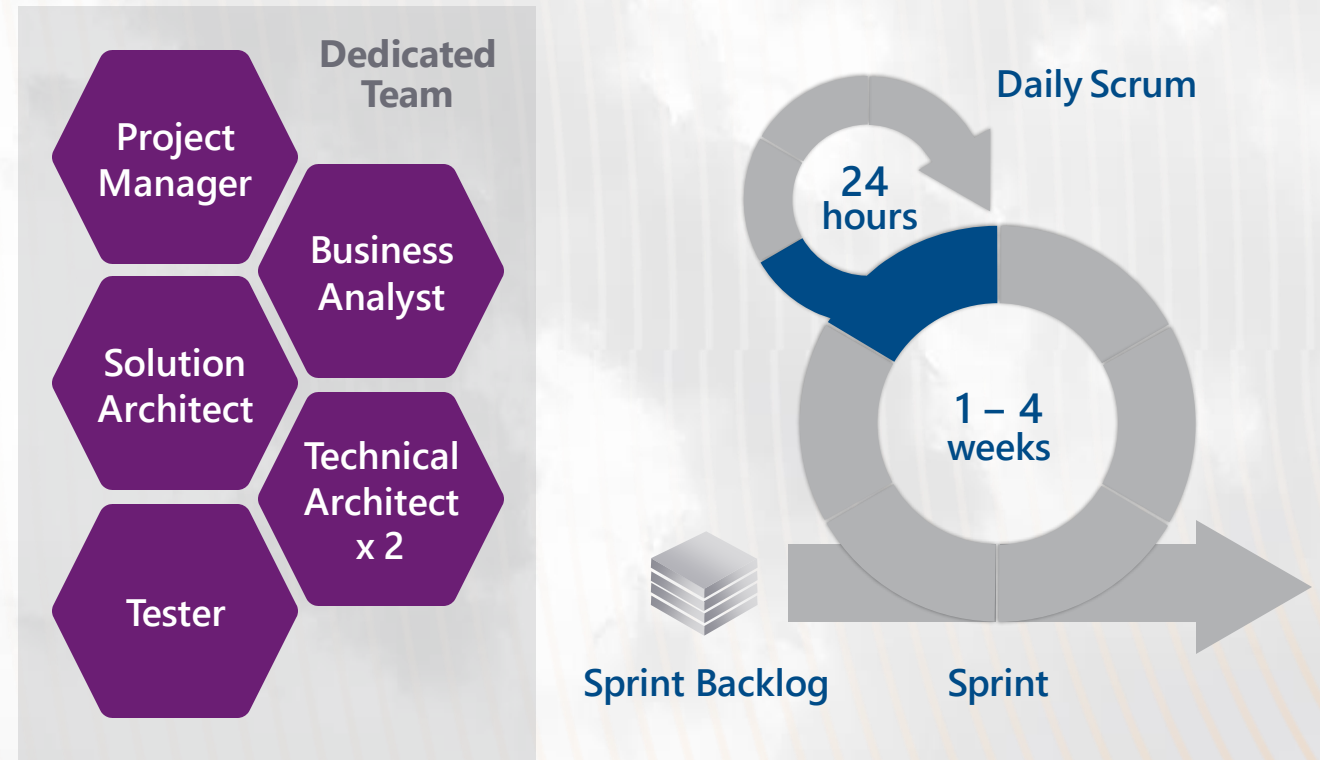 Dedicated
Team
Project
Manager
Business
Analyst
Solution
Architect
Technical
Architect
x 2
Tester
Daily Scrum
24
hours
1 – 4
weeks
Sprint Backlog
Sprint